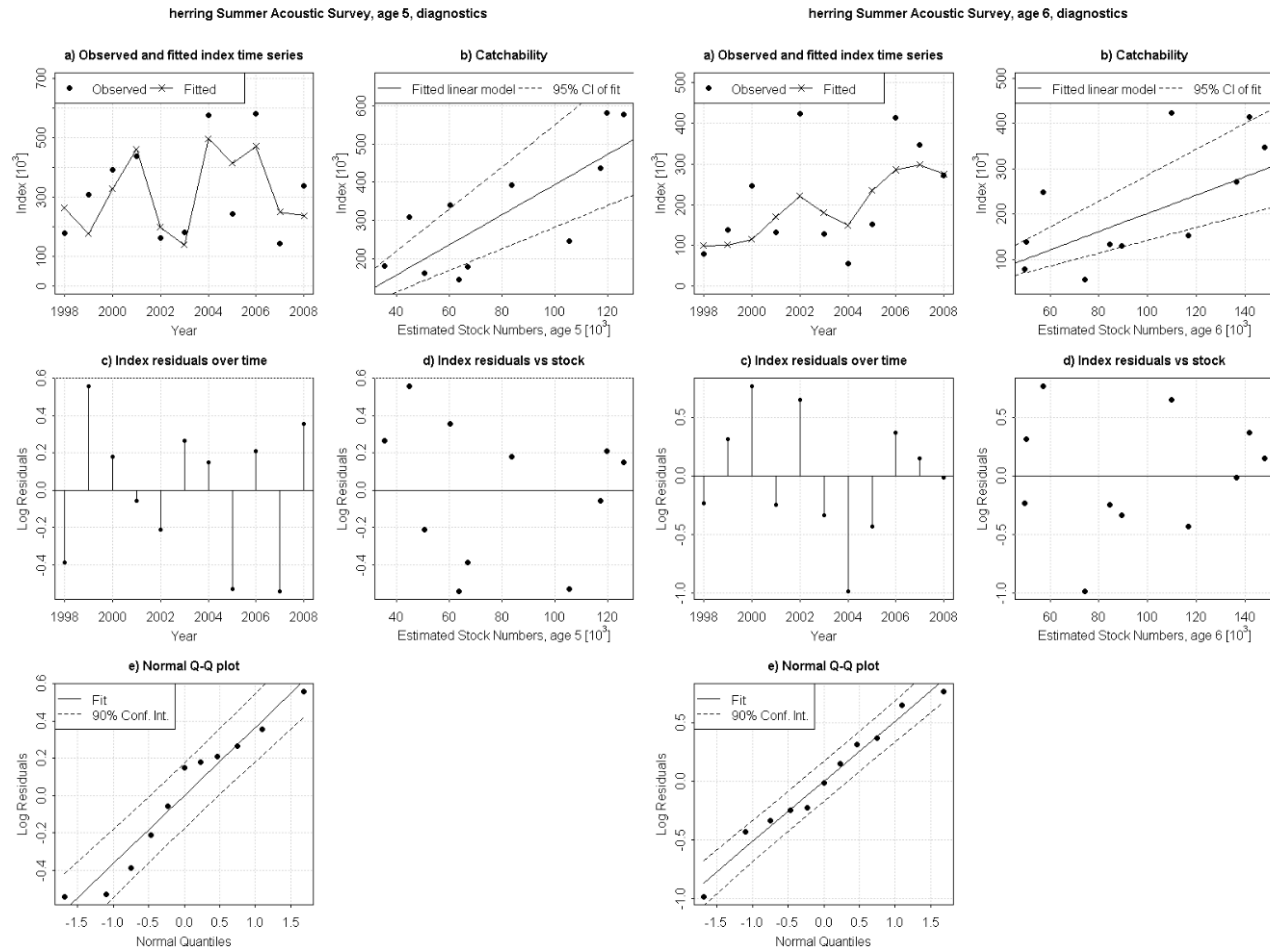 herring Summer Acoustic Survey, age 5, diagnostics
a) Observed and fitted index time series
Observed Fitted
Index [10³]
0 100 300 500 700
1998 2000 2002 2004 2006 2008
Year
b) Catchability
Fitted linear model 95% CI of fit
Index [10³]
200 300 400 500 600
40 60 80 100 120
Estimated Stock Numbers, age 5 [10³]
c) Index residuals over time
Log Residuals
-0.4 -0.2 0.0 0.2 0.4 0.6
1998 2000 2002 2004 2006 2008
Year
d) Index residuals vs stock
Log Residuals
-0.4 -0.2 0.0 0.2 0.4 0.6
40 60 80 100 120
Estimated Stock Numbers, age 5 [10³]
e) Normal Q-Q plot
Fit
90% Conf. Int.
Log Residuals
-0.4 0.0 0.2 0.4 0.6
-1.5 -1.0 -0.5 0.0 0.5 1.0 1.5
Normal Quantiles
herring Summer Acoustic Survey, age 6, diagnostics
a) Observed and fitted index time series
Observed Fitted
Index [10³]
0 100 200 300 400 500
1998 2000 2002 2004 2006 2008
Year
b) Catchability
Fitted linear model 95% CI of fit
Index [10³]
100 200 300 400 500
60 80 100 120 140
Estimated Stock Numbers, age 6 [10³]
c) Index residuals over time
Log Residuals
-1.0 -0.5 0.0 0.5
1998 2000 2002 2004 2006 2008
Year
d) Index residuals vs stock
Log Residuals
-1.0 -0.5 0.0 0.5
60 80 100 120 140
Estimated Stock Numbers, age 6 [10³]
e) Normal Q-Q plot
Fit
90% Conf. Int.
Log Residuals
-1.0 -0.5 0.0 0.5
-1.5 -1.0 -0.5 0.0 0.5 1.0 1.5
Normal Quantiles